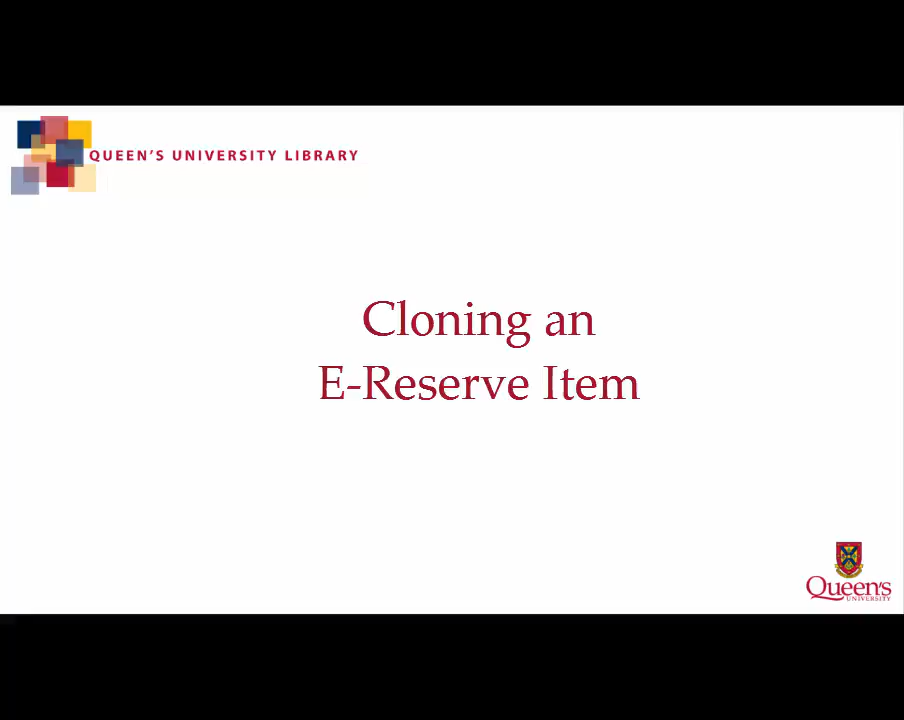 QUEEN'S UNIVERSITY LIBRARY
Cloning an
E-Reserve Item
Queen's
UNIVERSITY